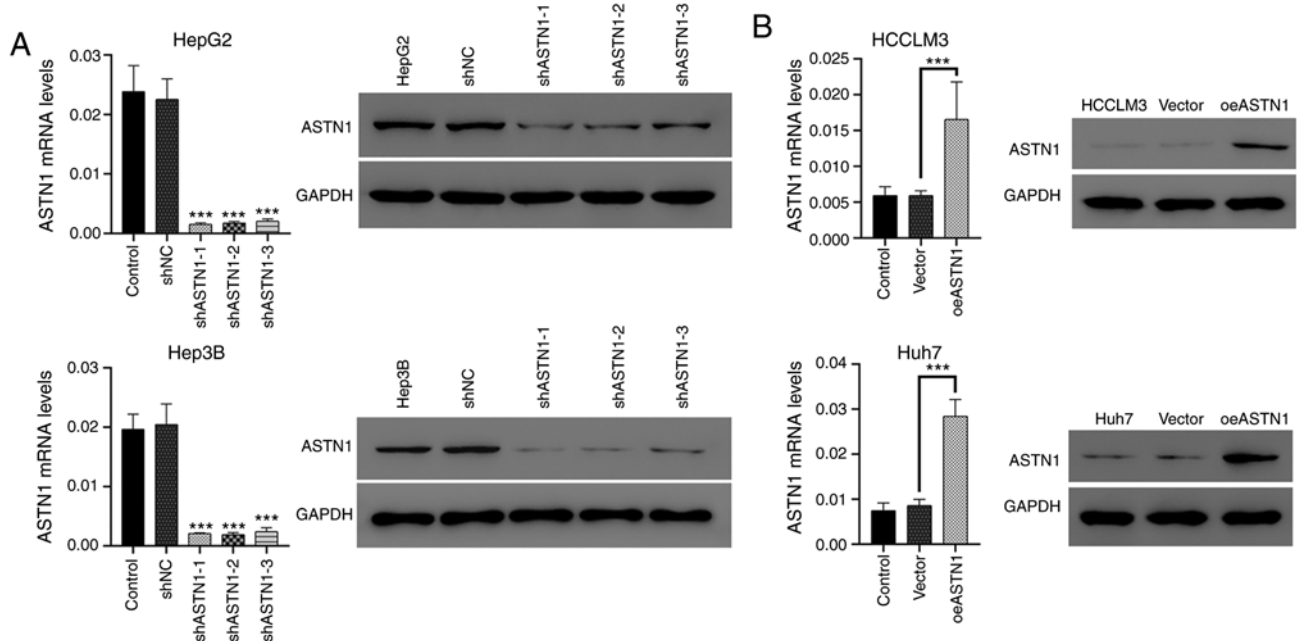 A
HepG2
ASTN1 mRNA levels
0.03
0.02
0.01
0.00
*** *** ***
Control
shNC
shASTN1-1
shASTN1-2
shASTN1-3
HepG2
shNC
shASTN1-1
shASTN1-2
shASTN1-3
ASTN1
GAPDH
Hep3B
ASTN1 mRNA levels
0.03
0.02
0.01
0.00
*** *** ***
Control
shNC
shASTN1-1
shASTN1-2
shASTN1-3
Hep3B
shNC
shASTN1-1
shASTN1-2
shASTN1-3
ASTN1
GAPDH
B
HCCLM3
ASTN1 mRNA levels
0.025
0.020
0.015
0.010
0.005
0.000
***
Control
Vector
oeASTN1
HCCLM3 Vector oeASTN1
ASTN1
GAPDH
Huh7
ASTN1 mRNA levels
0.04
0.03
0.02
0.01
0.00
***
Control
Vector
oeASTN1
Huh7 Vector oeASTN1
ASTN1
GAPDH